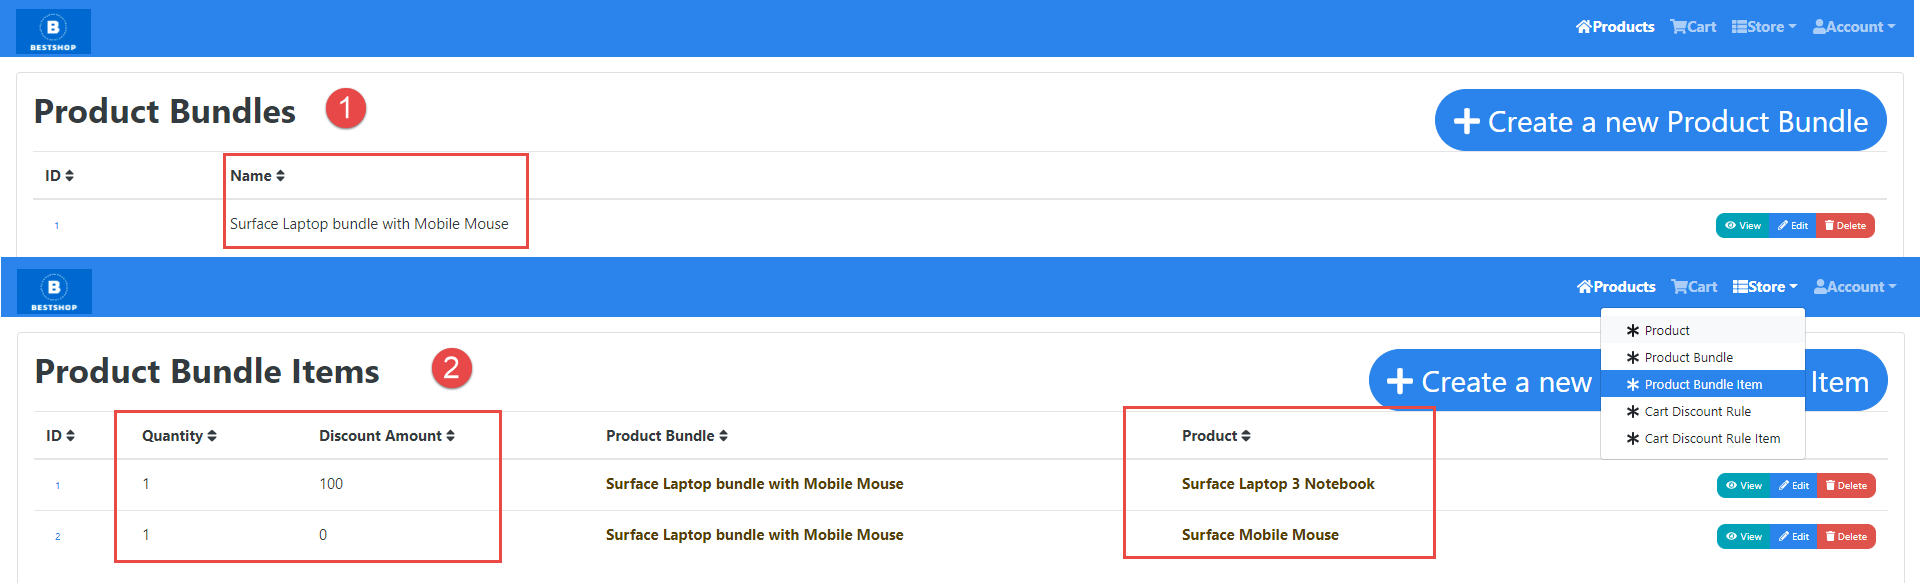 B
BESTSHOP
Products Cart Store Account
Product Bundles 1
Create a new Product Bundle
ID Name
1 Surface Laptop bundle with Mobile Mouse View Edit Delete
B
BESTSHOP
Products Cart Store Account
Product
Product Bundle
Product Bundle Item
Cart Discount Rule
Cart Discount Rule Item
Product Bundle Items 2
Create a new Item
ID Quantity Discount Amount Product Bundle Product
1 1 100 Surface Laptop bundle with Mobile Mouse Surface Laptop 3 Notebook View Edit Delete
2 1 0 Surface Laptop bundle with Mobile Mouse Surface Mobile Mouse View Edit Delete